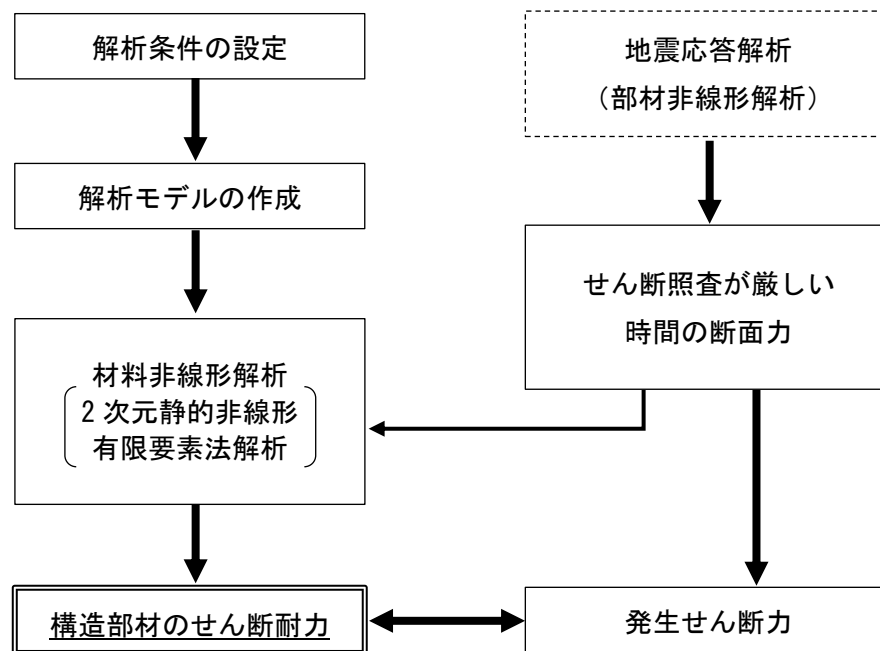 解析条件の設定
解析モデルの作成
材料非線形解析
2次元静的非線形
有限要素法解析
構造部材のせん断耐力
地震応答解析
（部材非線形解析）
せん断照査が厳しい
時間の断面力
発生せん断力